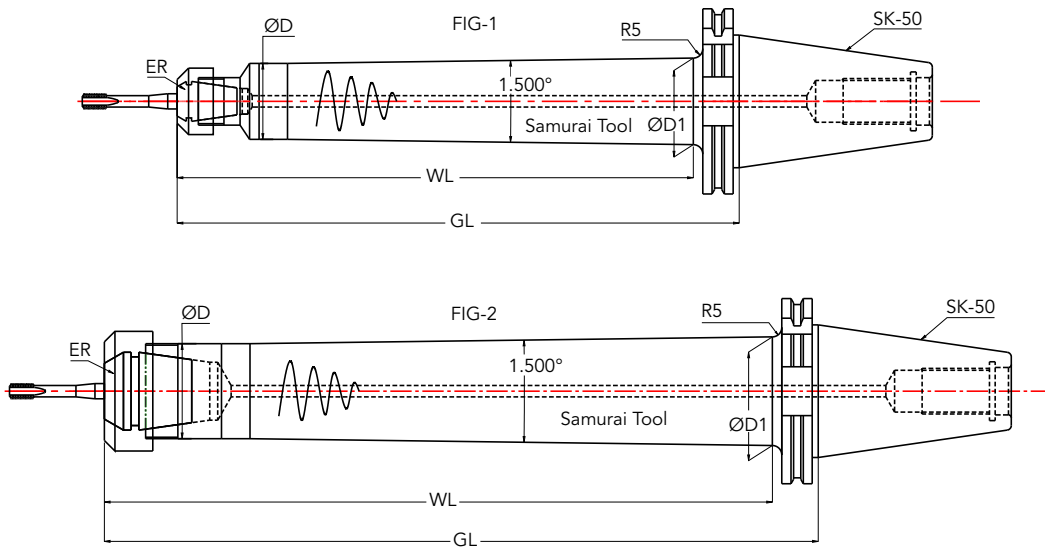 FIG-1
ØD
R5
SK-50
ER
1.500°
Samurai Tool
ØD1
WL
GL
FIG-2
ØD
R5
SK-50
ER
1.500°
Samurai Tool
ØD1
WL
GL